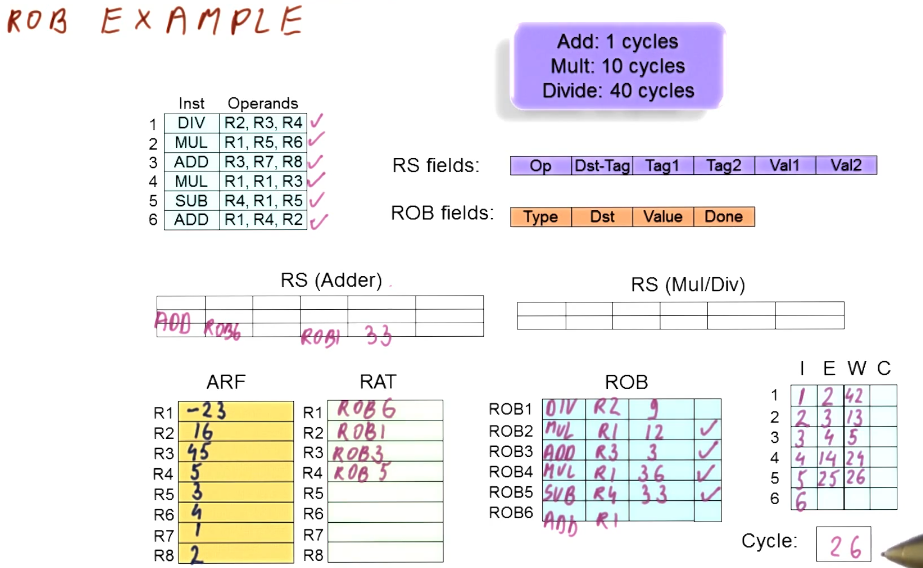 ROB EXAMPLE
Add: 1 cycles
Mult: 10 cycles
Divide: 40 cycles
Inst Operands
1 DIV R2, R3, R4 ✓
2 MUL R1, R5, R6 ✓
3 ADD R3, R7, R8 ✓
4 MUL R1, R1, R3 ✓
5 SUB R4, R1, R5 ✓
6 ADD R1, R4, R2 ✓
RS fields: Op Dst-Tag Tag1 Tag2 Val1 Val2
ROB fields: Type Dst Value Done
RS (Adder)
ADD ROB6 ROB1 33
RS (Mul/Div)
ARF
R1 -23
R2 16
R3 45
R4 5
R5 3
R6 4
R7 1
R8 2
RAT
R1 ROB6
R2 ROB1
R3 ROB3
R4 ROB5
R5
R6
R7
R8
ROB
ROB1 DIV R2 9
ROB2 MUL R1 12 ✓
ROB3 ADD R3 3 ✓
ROB4 MUL R1 36 ✓
ROB5 SUB R4 33 ✓
ROB6 ADD R1
I E W C
1 1 2 42
2 2 3 13
3 3 4 5
4 4 14 24
5 5 25 26
6 6
Cycle: 26